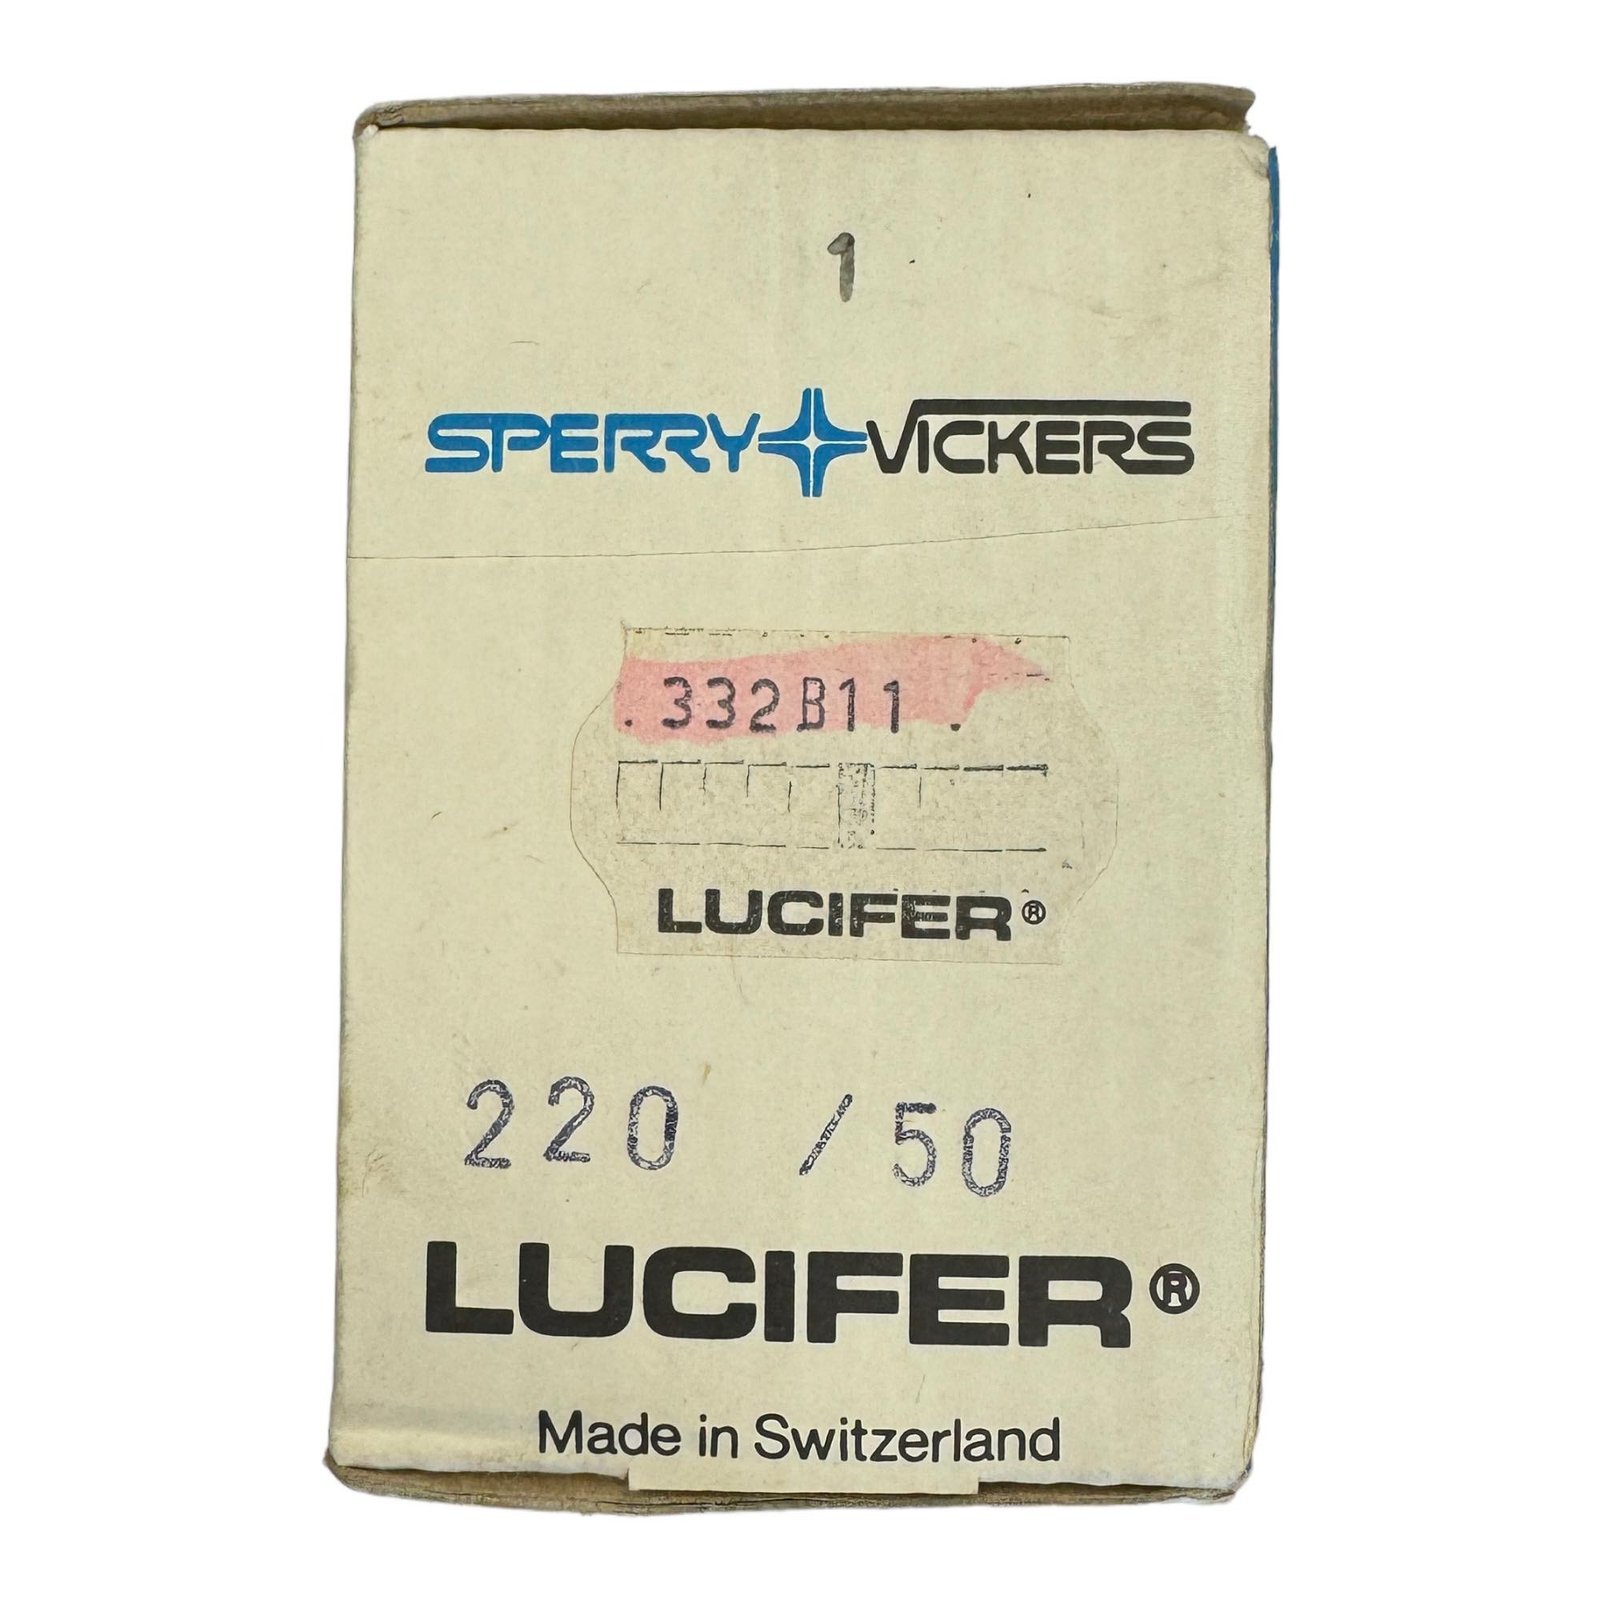 1
SPERRY VICKERS
.332B11 .
LUCIFER®
220 / 50
LUCIFER®
Made in Switzerland